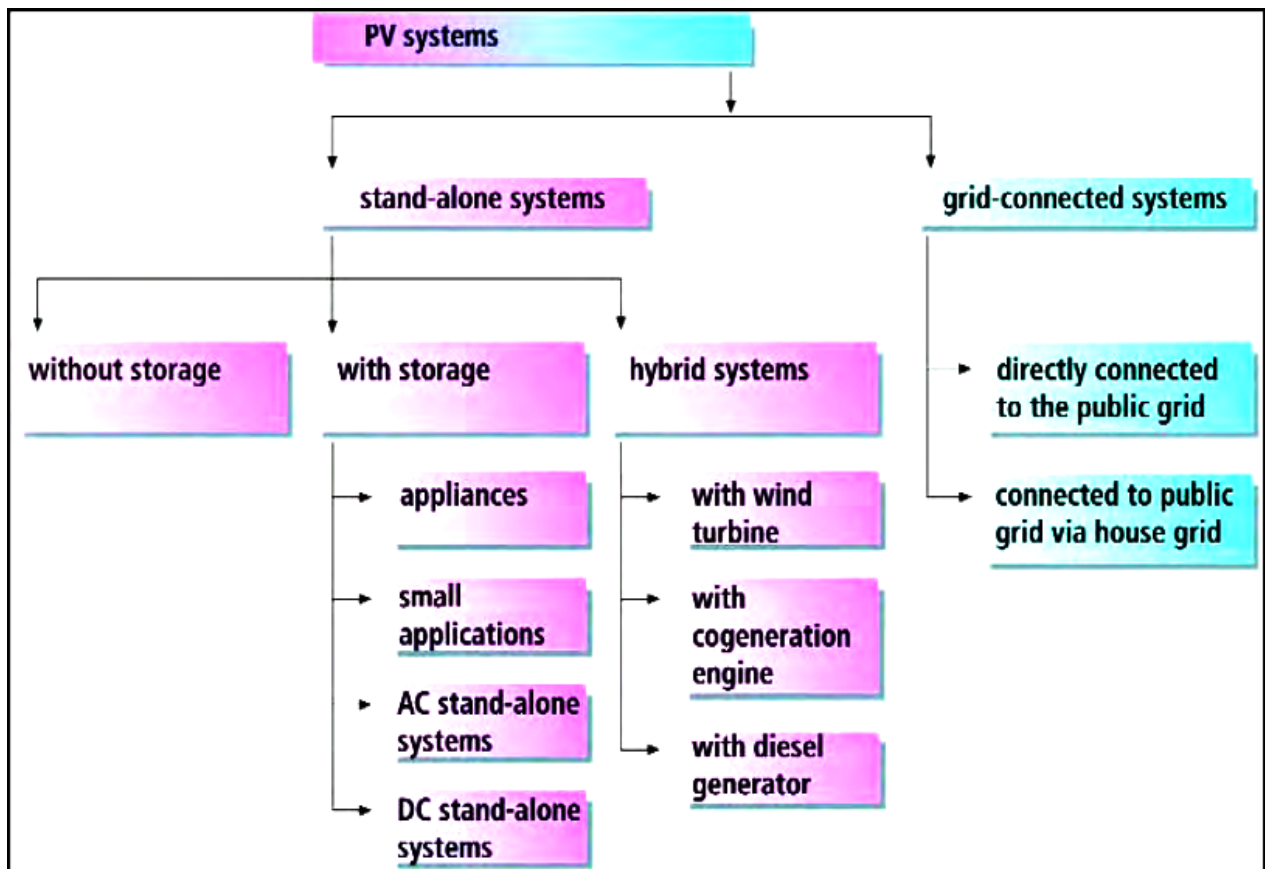 PV systems
stand-alone systems
grid-connected systems
without storage
with storage
hybrid systems
directly connected
to the public grid
appliances
with wind
turbine
connected to public
grid via house grid
small
applications
with
cogeneration
engine
AC stand-alone
systems
with diesel
generator
DC stand-alone
systems